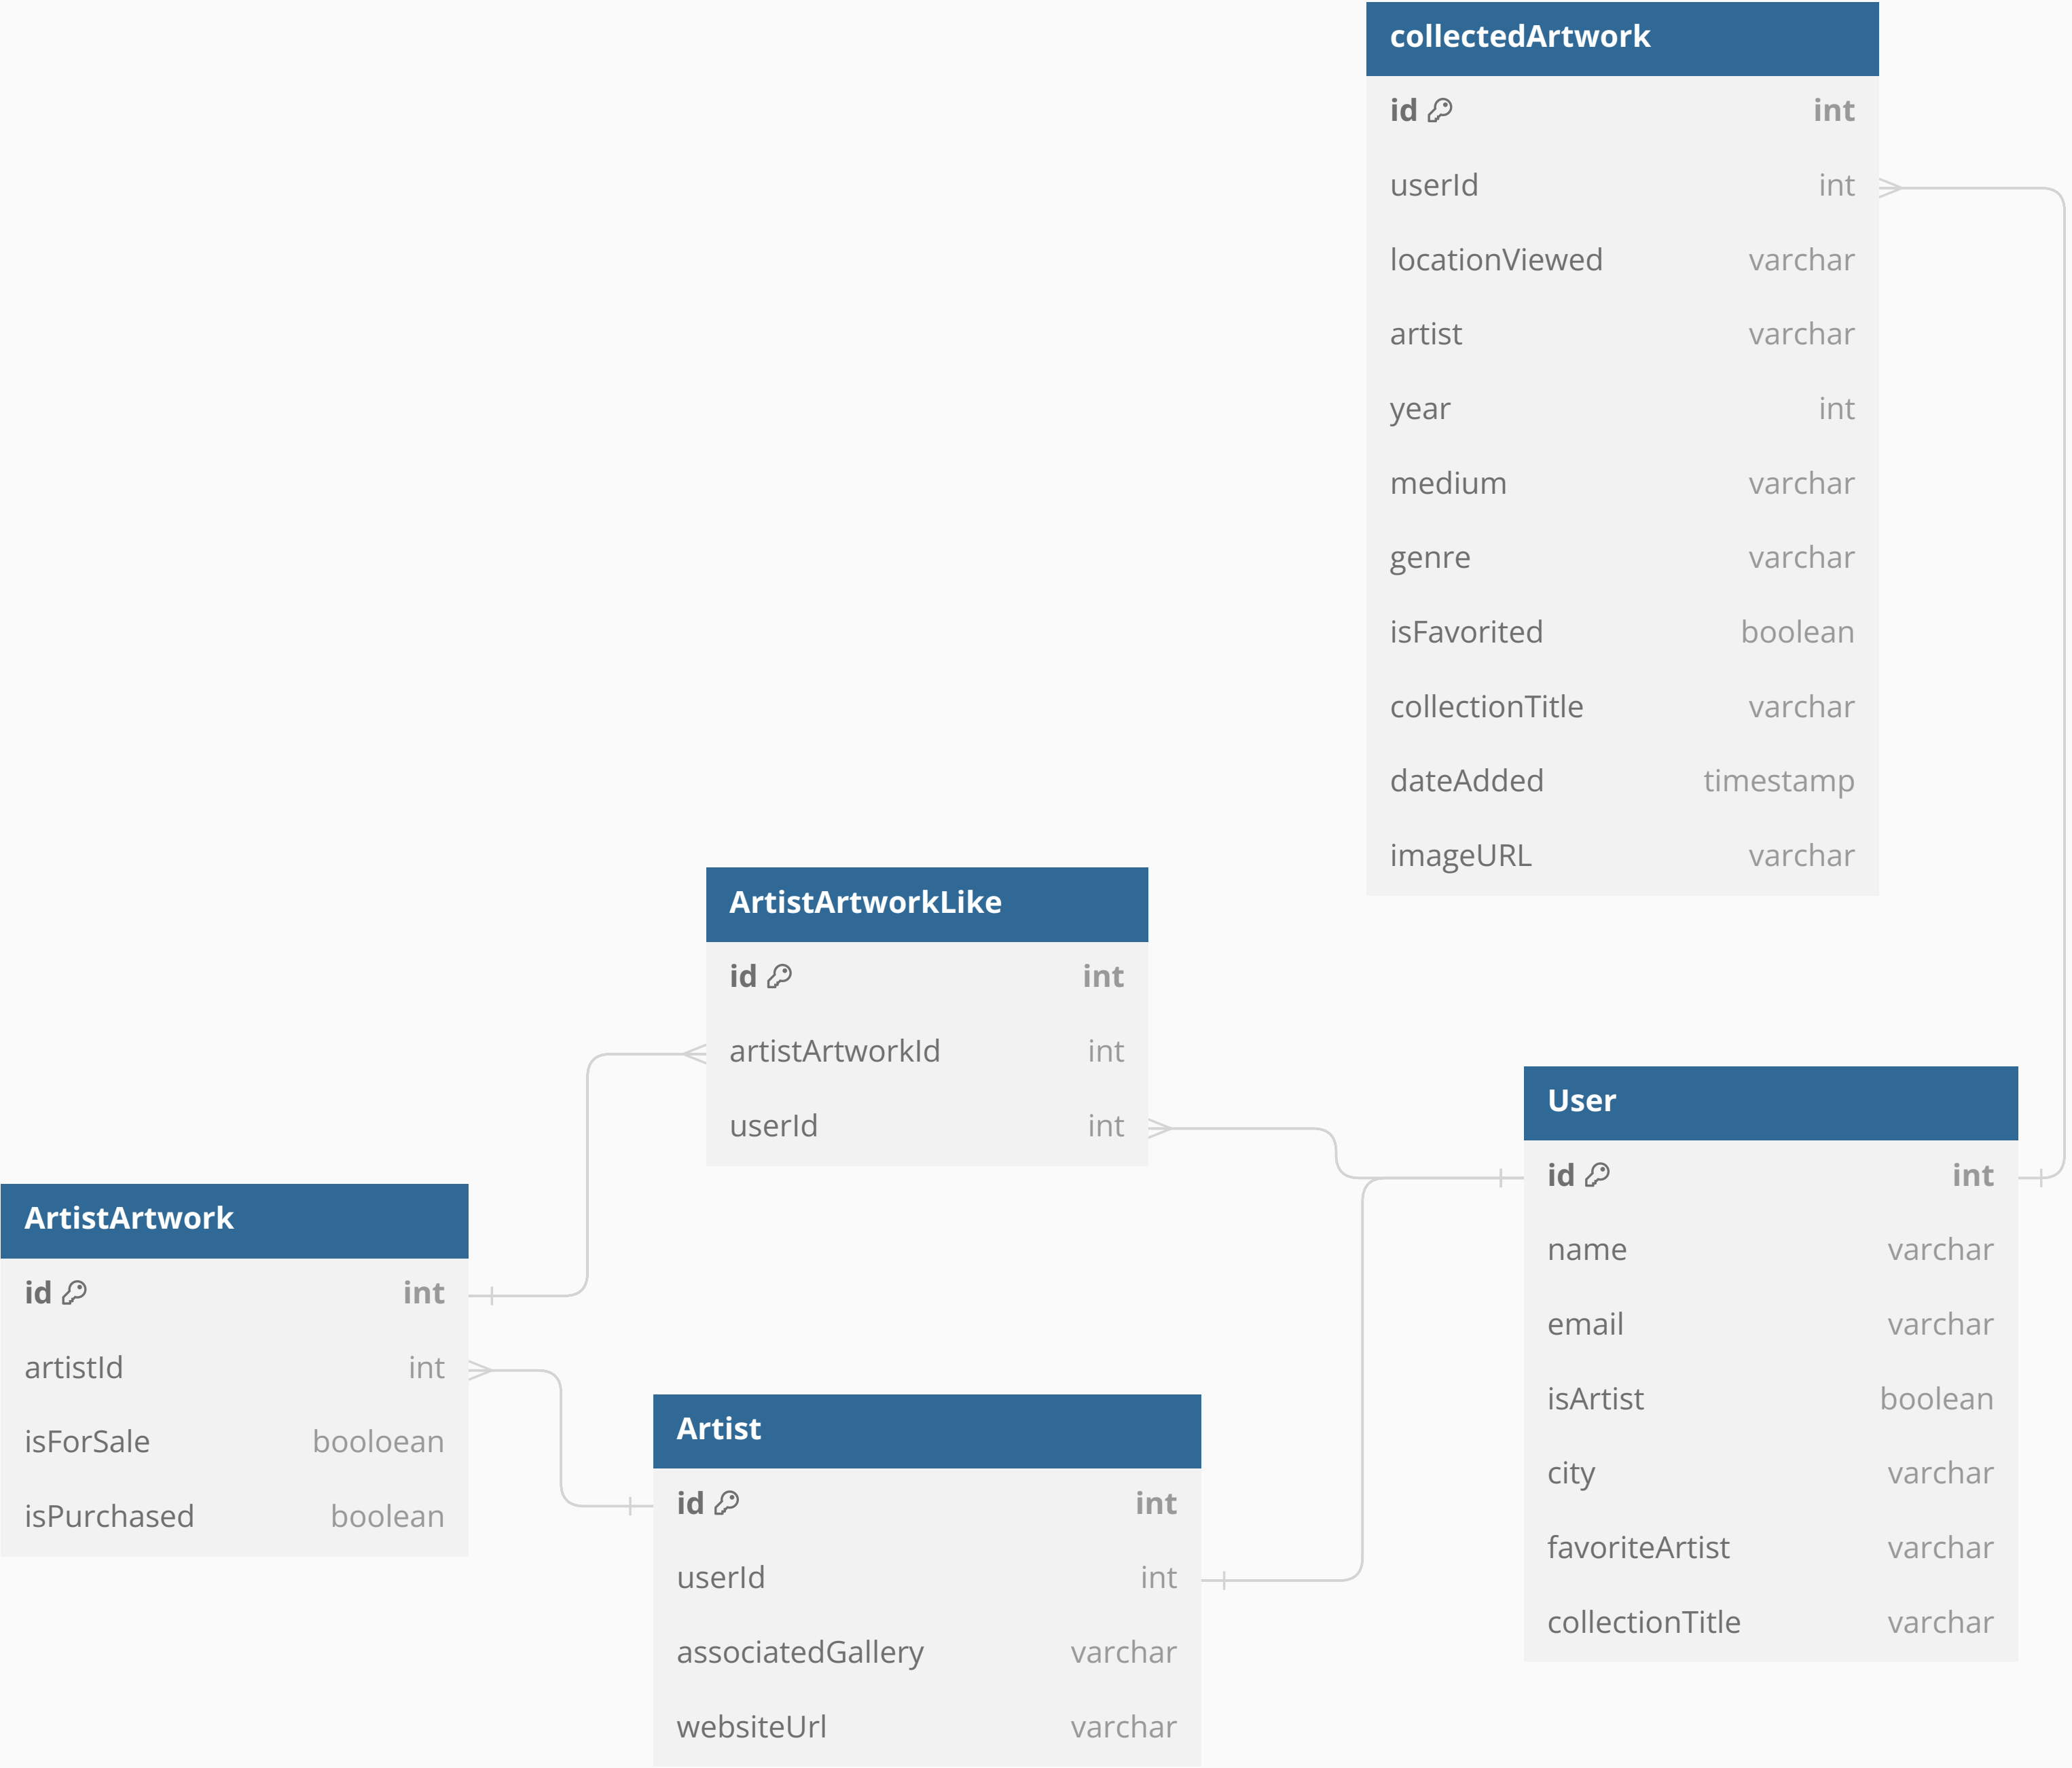 collectedArtwork
id int
userId int
locationViewed varchar
artist varchar
year int
medium varchar
genre varchar
isFavorited boolean
collectionTitle varchar
dateAdded timestamp
imageURL varchar
ArtistArtworkLike
id int
artistArtworkId int
userId int
User
id int
name varchar
email varchar
isArtist boolean
city varchar
favoriteArtist varchar
collectionTitle varchar
ArtistArtwork
id int
artistId int
isForSale booloean
isPurchased boolean
Artist
id int
userId int
associatedGallery varchar
websiteUrl varchar